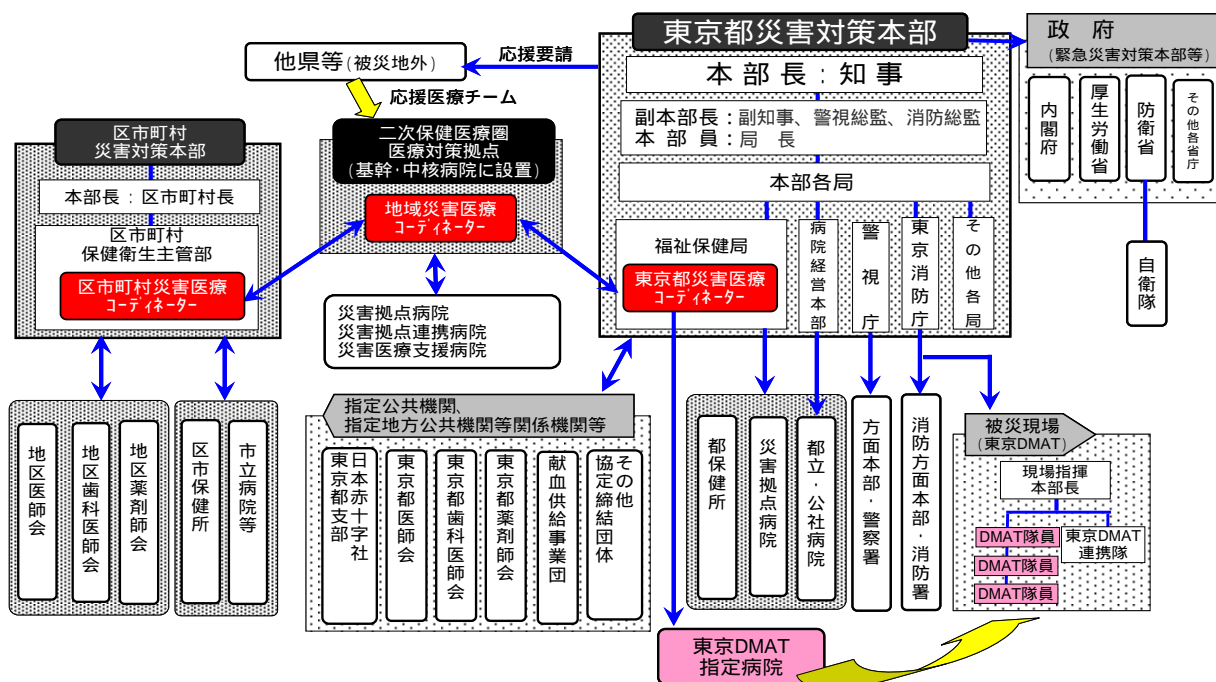 東京都災害対策本部
本部長：知事
副本部長：副知事、警視総監、消防総監
本部員：局長
本部各局
福祉保健局
東京都災害医療
コーディネーター
病院経営本部
警視庁
東京消防庁
その他各局
政府
(緊急災害対策本部等)
内閣府
厚生労働省
防衛省
その他各省庁
自衛隊
他県等(被災地外)
応援要請
応援医療チーム
二次保健医療圏
医療対策拠点
(基幹・中核病院に設置)
地域災害医療
コーディネーター
災害拠点病院
災害拠点連携病院
災害医療支援病院
区市町村
災害対策本部
本部長：区市町村長
区市町村
保健衛生主管部
区市町村災害医療
コーディネーター
地区医師会
地区歯科医師会
地区薬剤師会
区市保健所
市立病院等
指定公共機関、
指定地方公共機関等関係機関等
日本赤十字社
東京都支部
東京都医師会
東京都歯科医師会
東京都薬剤師会
献血供給事業団
その他
協定締結団体
都保健所
災害拠点病院
都立・公社病院
方面本部・警察署
消防方面本部・消防署
被災現場
(東京DMAT)
現場指揮
本部長
DMAT隊員
DMAT隊員
DMAT隊員
東京DMAT
連携隊
東京DMAT
指定病院